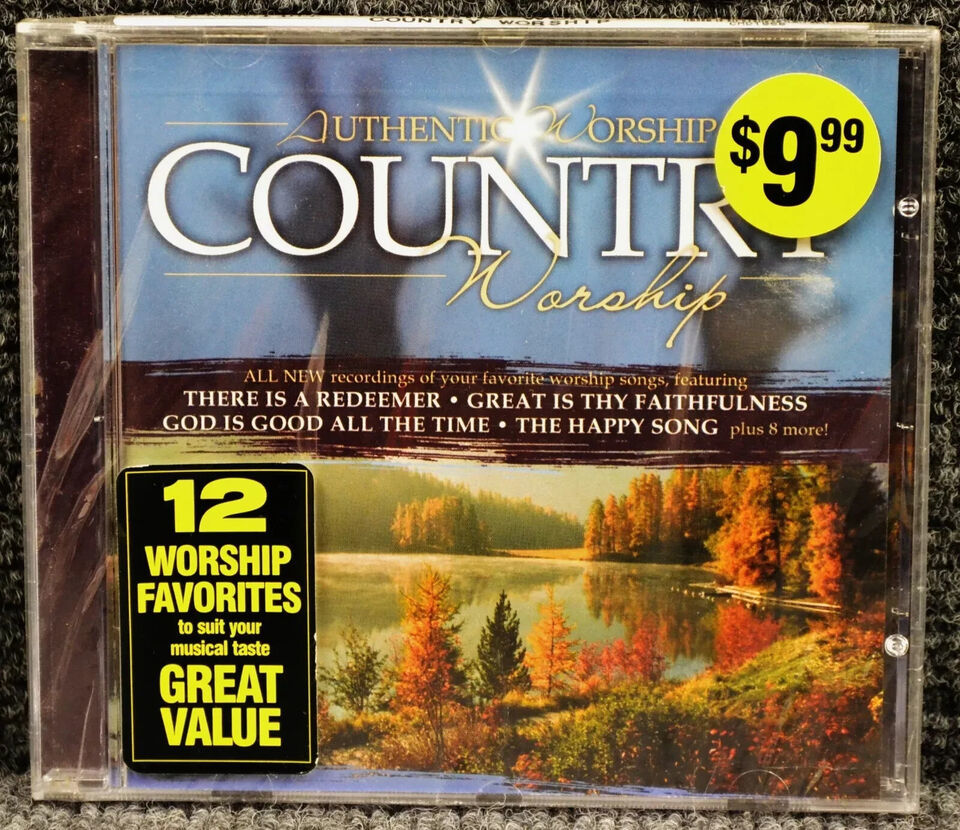 COUNTRY WORSHIP
AUTHENTIC WORSHIP
COUNTRY
Worship
$9.99
ALL NEW recordings of your favorite worship songs, featuring
THERE IS A REDEEMER • GREAT IS THY FAITHFULNESS
GOD IS GOOD ALL THE TIME • THE HAPPY SONG plus 8 more!
12
WORSHIP
FAVORITES
to suit your
musical taste
GREAT
VALUE